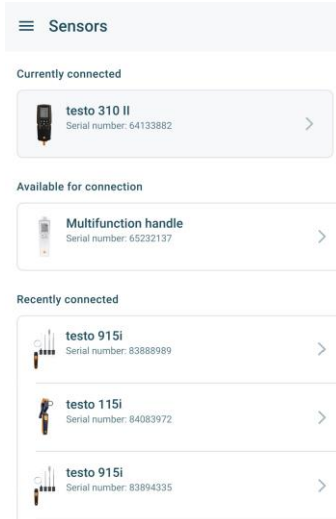 Sensors
Currently connected
testo 310 II
Serial number: 64133882
Available for connection
Multifunction handle
Serial number: 65232137
Recently connected
testo 915i
Serial number: 83888989
testo 115i
Serial number: 84083972
testo 915i
Serial number: 83894335